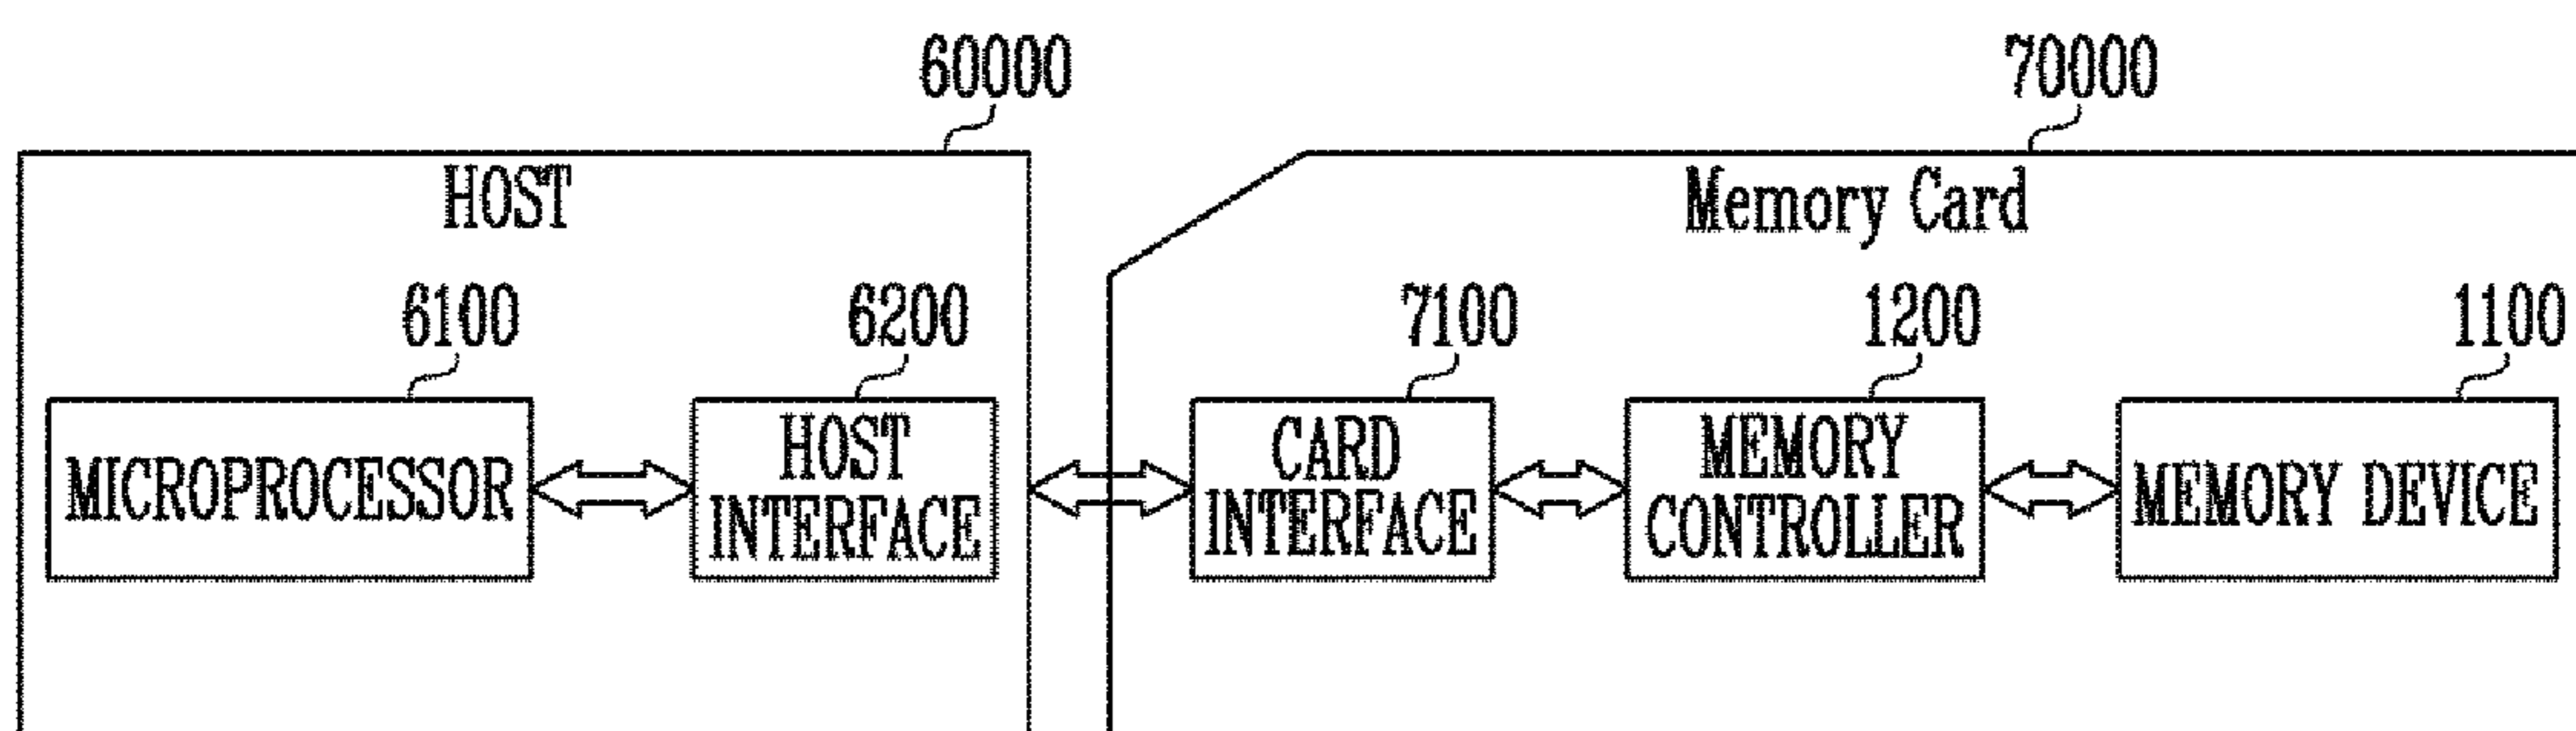 60000
70000
HOST
Memory Card
6100
6200
7100
1200
1100
MICROPROCESSOR
HOST
INTERFACE
CARD
INTERFACE
MEMORY
CONTROLLER
MEMORY DEVICE